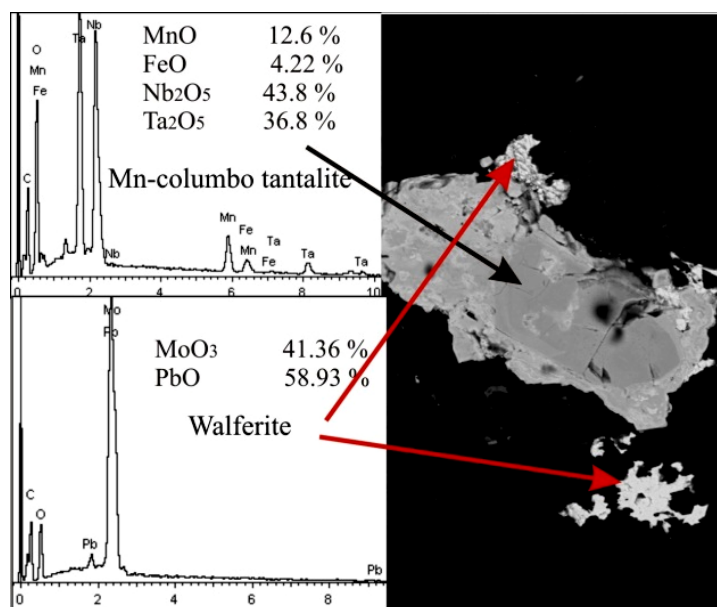 MnO 12.6 %
FeO 4.22 %
Nb2O5 43.8 %
Ta2O5 36.8 %
Mn-columbo tantalite
O
Mn
Fe
C
Ta
Nb
Nb
Mn
Fe
Mn
Ta
Fe
Ta
Ta
0 2 4 6 8 10
MoO3 41.36 %
PbO 58.93 %
Walferite
Mo
Pb
C
O
Pb
Pb
0 2 4 6 8